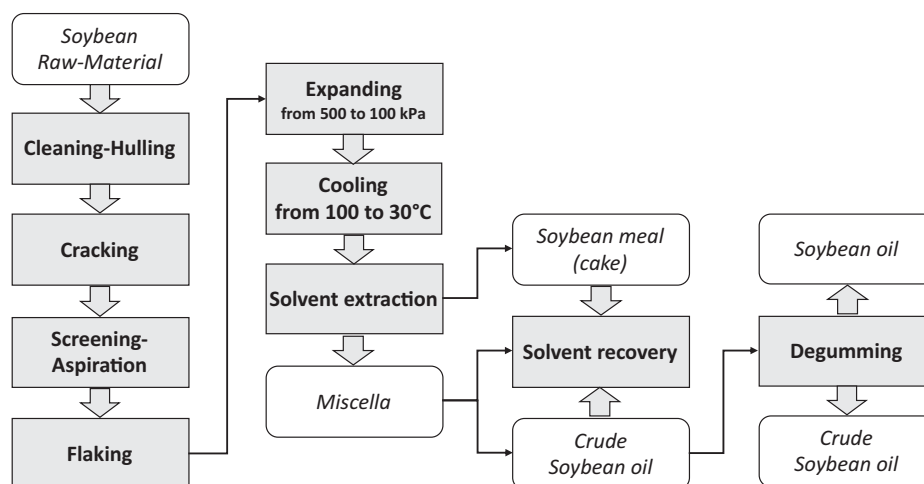 Soybean
Raw-Material
Cleaning-Hulling
Cracking
Screening-
Aspiration
Flaking
Expanding
from 500 to 100 kPa
Cooling
from 100 to 30°C
Solvent extraction
Miscella
Soybean meal
(cake)
Solvent recovery
Crude
Soybean oil
Soybean oil
Degumming
Crude
Soybean oil